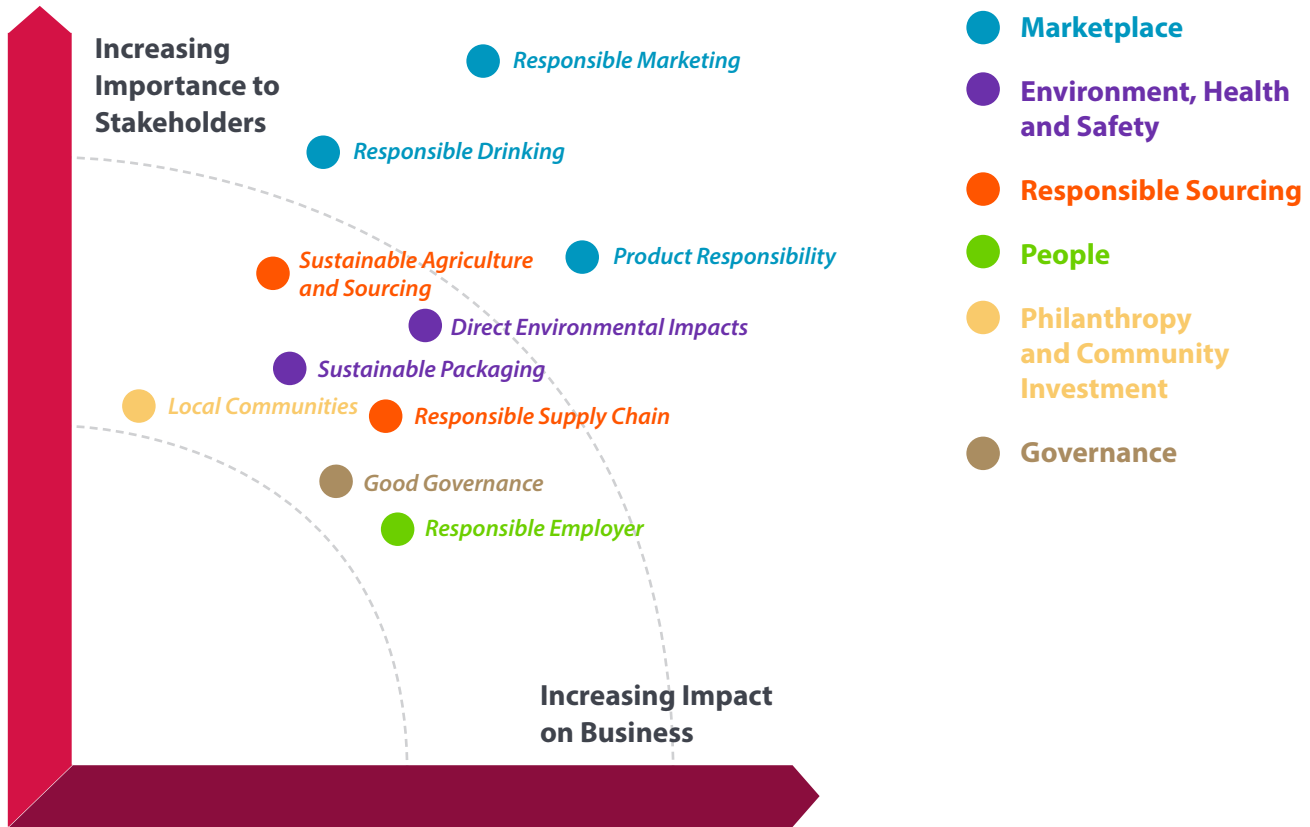 Increasing
Importance to
Stakeholders
Responsible Marketing
Responsible Drinking
Sustainable Agriculture
and Sourcing
Product Responsibility
Direct Environmental Impacts
Sustainable Packaging
Local Communities
Responsible Supply Chain
Good Governance
Responsible Employer
Increasing Impact
on Business
Marketplace
Environment, Health
and Safety
Responsible Sourcing
People
Philanthropy
and Community
Investment
Governance